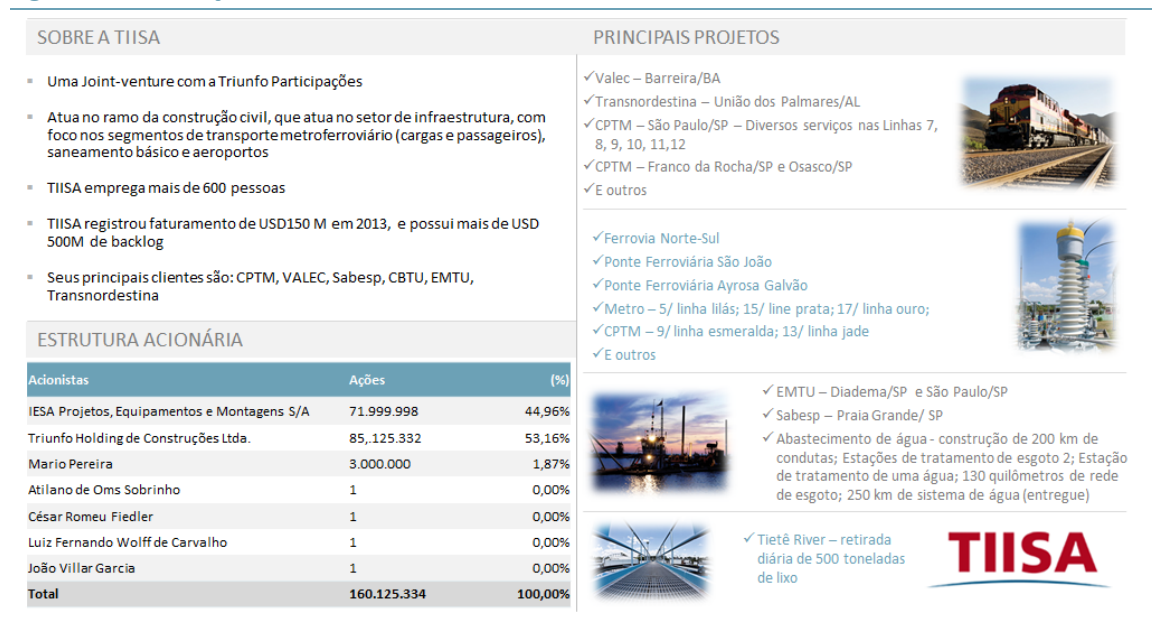 SOBRE A TIISA
Uma Joint-venture com a Triunfo Participações
Atua no ramo da construção civil, que atua no setor de infraestrutura, com
foco nos segmentos de transporte metroferroviário (cargas e passageiros),
saneamento básico e aeroportos
TIISA emprega mais de 600 pessoas
TIISA registrou faturamento de USD150 M em 2013, e possui mais de USD
500M de backlog
Seus principais clientes são: CPTM, VALEC, Sabesp, CBTU, EMTU,
Transnordestina
ESTRUTURA ACIONÁRIA
Acionistas Ações (%)
IESA Projetos, Equipamentos e Montagens S/A 71.999.998 44,96%
Triunfo Holding de Construções Ltda. 85,.125.332 53,16%
Mario Pereira 3.000.000 1,87%
Atilano de Oms Sobrinho 1 0,00%
César Romeu Fiedler 1 0,00%
Luiz Fernando Wolff de Carvalho 1 0,00%
João Villar Garcia 1 0,00%
Total 160.125.334 100,00%
PRINCIPAIS PROJETOS
✓Valec – Barreira/BA
✓Transnordestina – União dos Palmares/AL
✓CPTM – São Paulo/SP – Diversos serviços nas Linhas 7,
8, 9, 10, 11,12
✓CPTM – Franco da Rocha/SP e Osasco/SP
✓E outros
✓Ferrovia Norte-Sul
✓Ponte Ferroviária São João
✓Ponte Ferroviária Ayrosa Galvão
✓Metro – 5/ linha lilás; 15/ line prata; 17/ linha ouro;
✓CPTM – 9/ linha esmeralda; 13/ linha jade
✓E outros
✓EMTU – Diadema/SP e São Paulo/SP
✓Sabesp – Praia Grande/ SP
✓Abastecimento de água - construção de 200 km de
condutas; Estações de tratamento de esgoto 2; Estação
de tratamento de uma água; 130 quilômetros de rede
de esgoto; 250 km de sistema de água (entregue)
✓Tietê River – retirada
diária de 500 toneladas
de lixo
TIISA